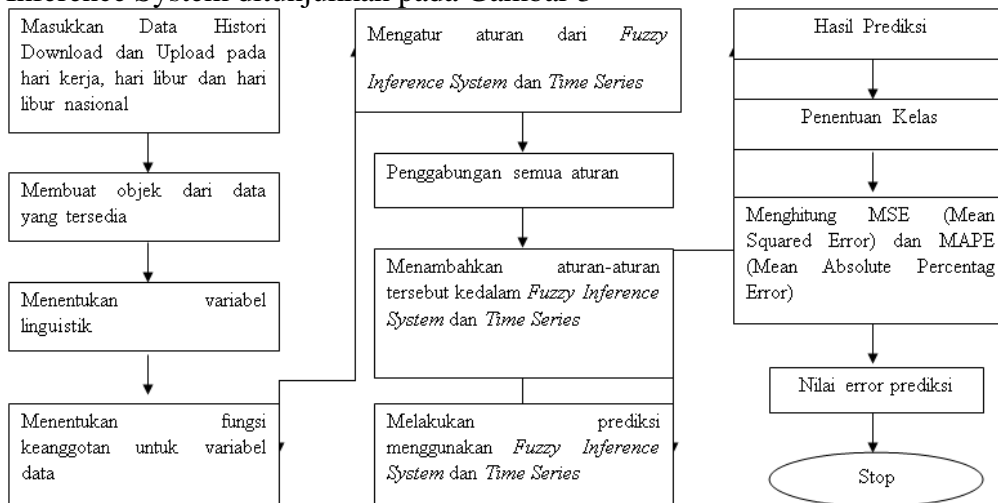 Inference System ditunjukkan pada Gambar 3
Masukkan Data Histori
Download dan Upload pada
hari kerja, hari libur dan hari
libur nasional
Membuat objek dari data
yang tersedia
Menentukan variabel
linguistik
Menentukan fungsi
keanggotan untuk variabel
data
Mengatur aturan dari Fuzzy
Inference System dan Time Series
Penggabungan semua aturan
Menambahkan aturan-aturan
tersebut kedalam Fuzzy Inference
System dan Time Series
Melakukan prediksi
menggunakan Fuzzy Inference
System dan Time Series
Hasil Prediksi
Penentuan Kelas
Menghitung MSE (Mean
Squared Error) dan MAPE
(Mean Absolute Percentag
Error)
Nilai error prediksi
Stop